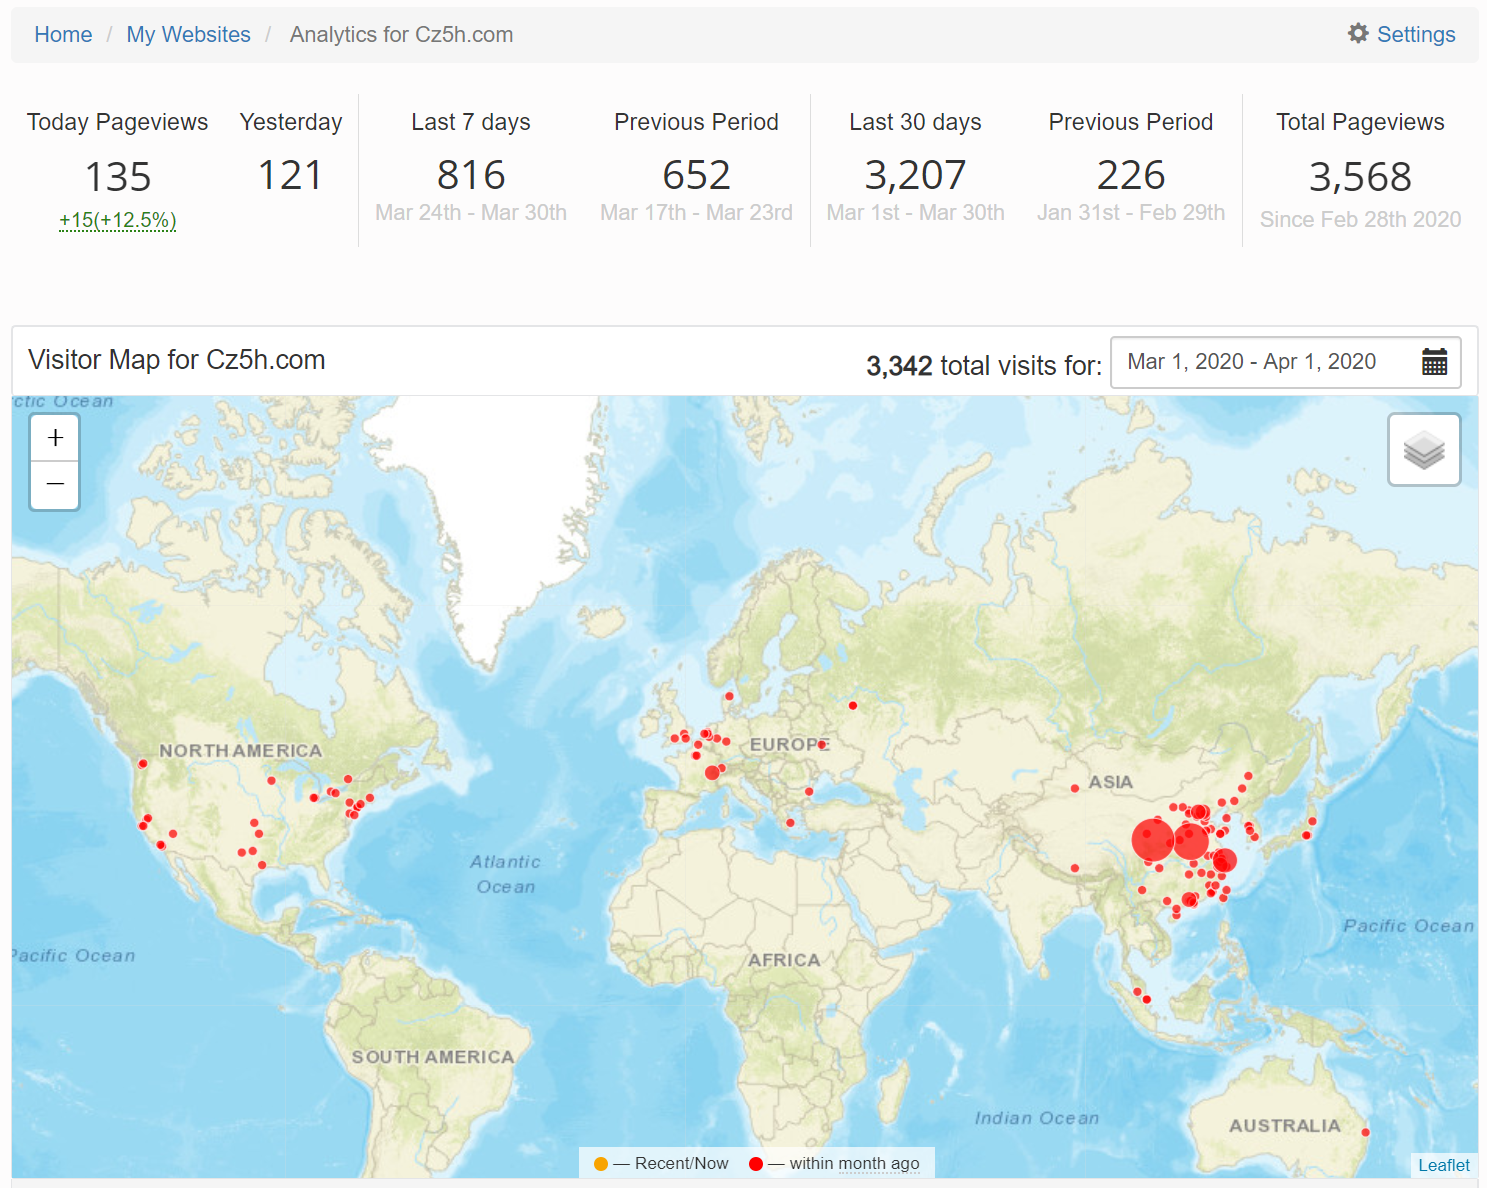 Home / My Websites / Analytics for Cz5h.com Settings
Today Pageviews Yesterday Last 7 days Previous Period Last 30 days Previous Period Total Pageviews
135 121 816 652 3,207 226 3,568
+15(+12.5%) Mar 24th - Mar 30th Mar 17th - Mar 23rd Mar 1st - Mar 30th Jan 31st - Feb 29th Since Feb 28th 2020
Visitor Map for Cz5h.com 3,342 total visits for: Mar 1, 2020 - Apr 1, 2020
ctic Ocean
+
−
NORTH AMERICA EUROPE
ASIA
Atlantic
Ocean
Pacific Ocean
Pacific Ocean
AFRICA
SOUTH AMERICA
Indian Ocean
AUSTRALIA
— Recent/Now — within month ago
Leaflet